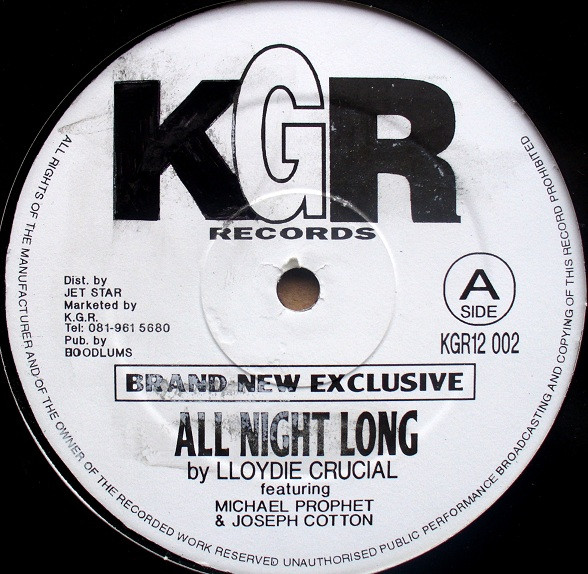 KGR
RECORDS
Dist. by
JET STAR
Marketed by
K.G.R.
Tel: 081-961 5680
Pub. by
HOODLUMS
A
SIDE
KGR12 002
BRAND NEW EXCLUSIVE
ALL NIGHT LONG
by LLOYDIE CRUCIAL
featuring
MICHAEL PROPHET
& JOSEPH COTTON
ALL RIGHTS OF THE MANUFACTURER AND OF THE OWNER OF THE RECORDED WORK RESERVED UNAUTHORISED PUBLIC PERFORMANCE BROADCASTING AND COPYING OF THIS RECORD PROHIBITED